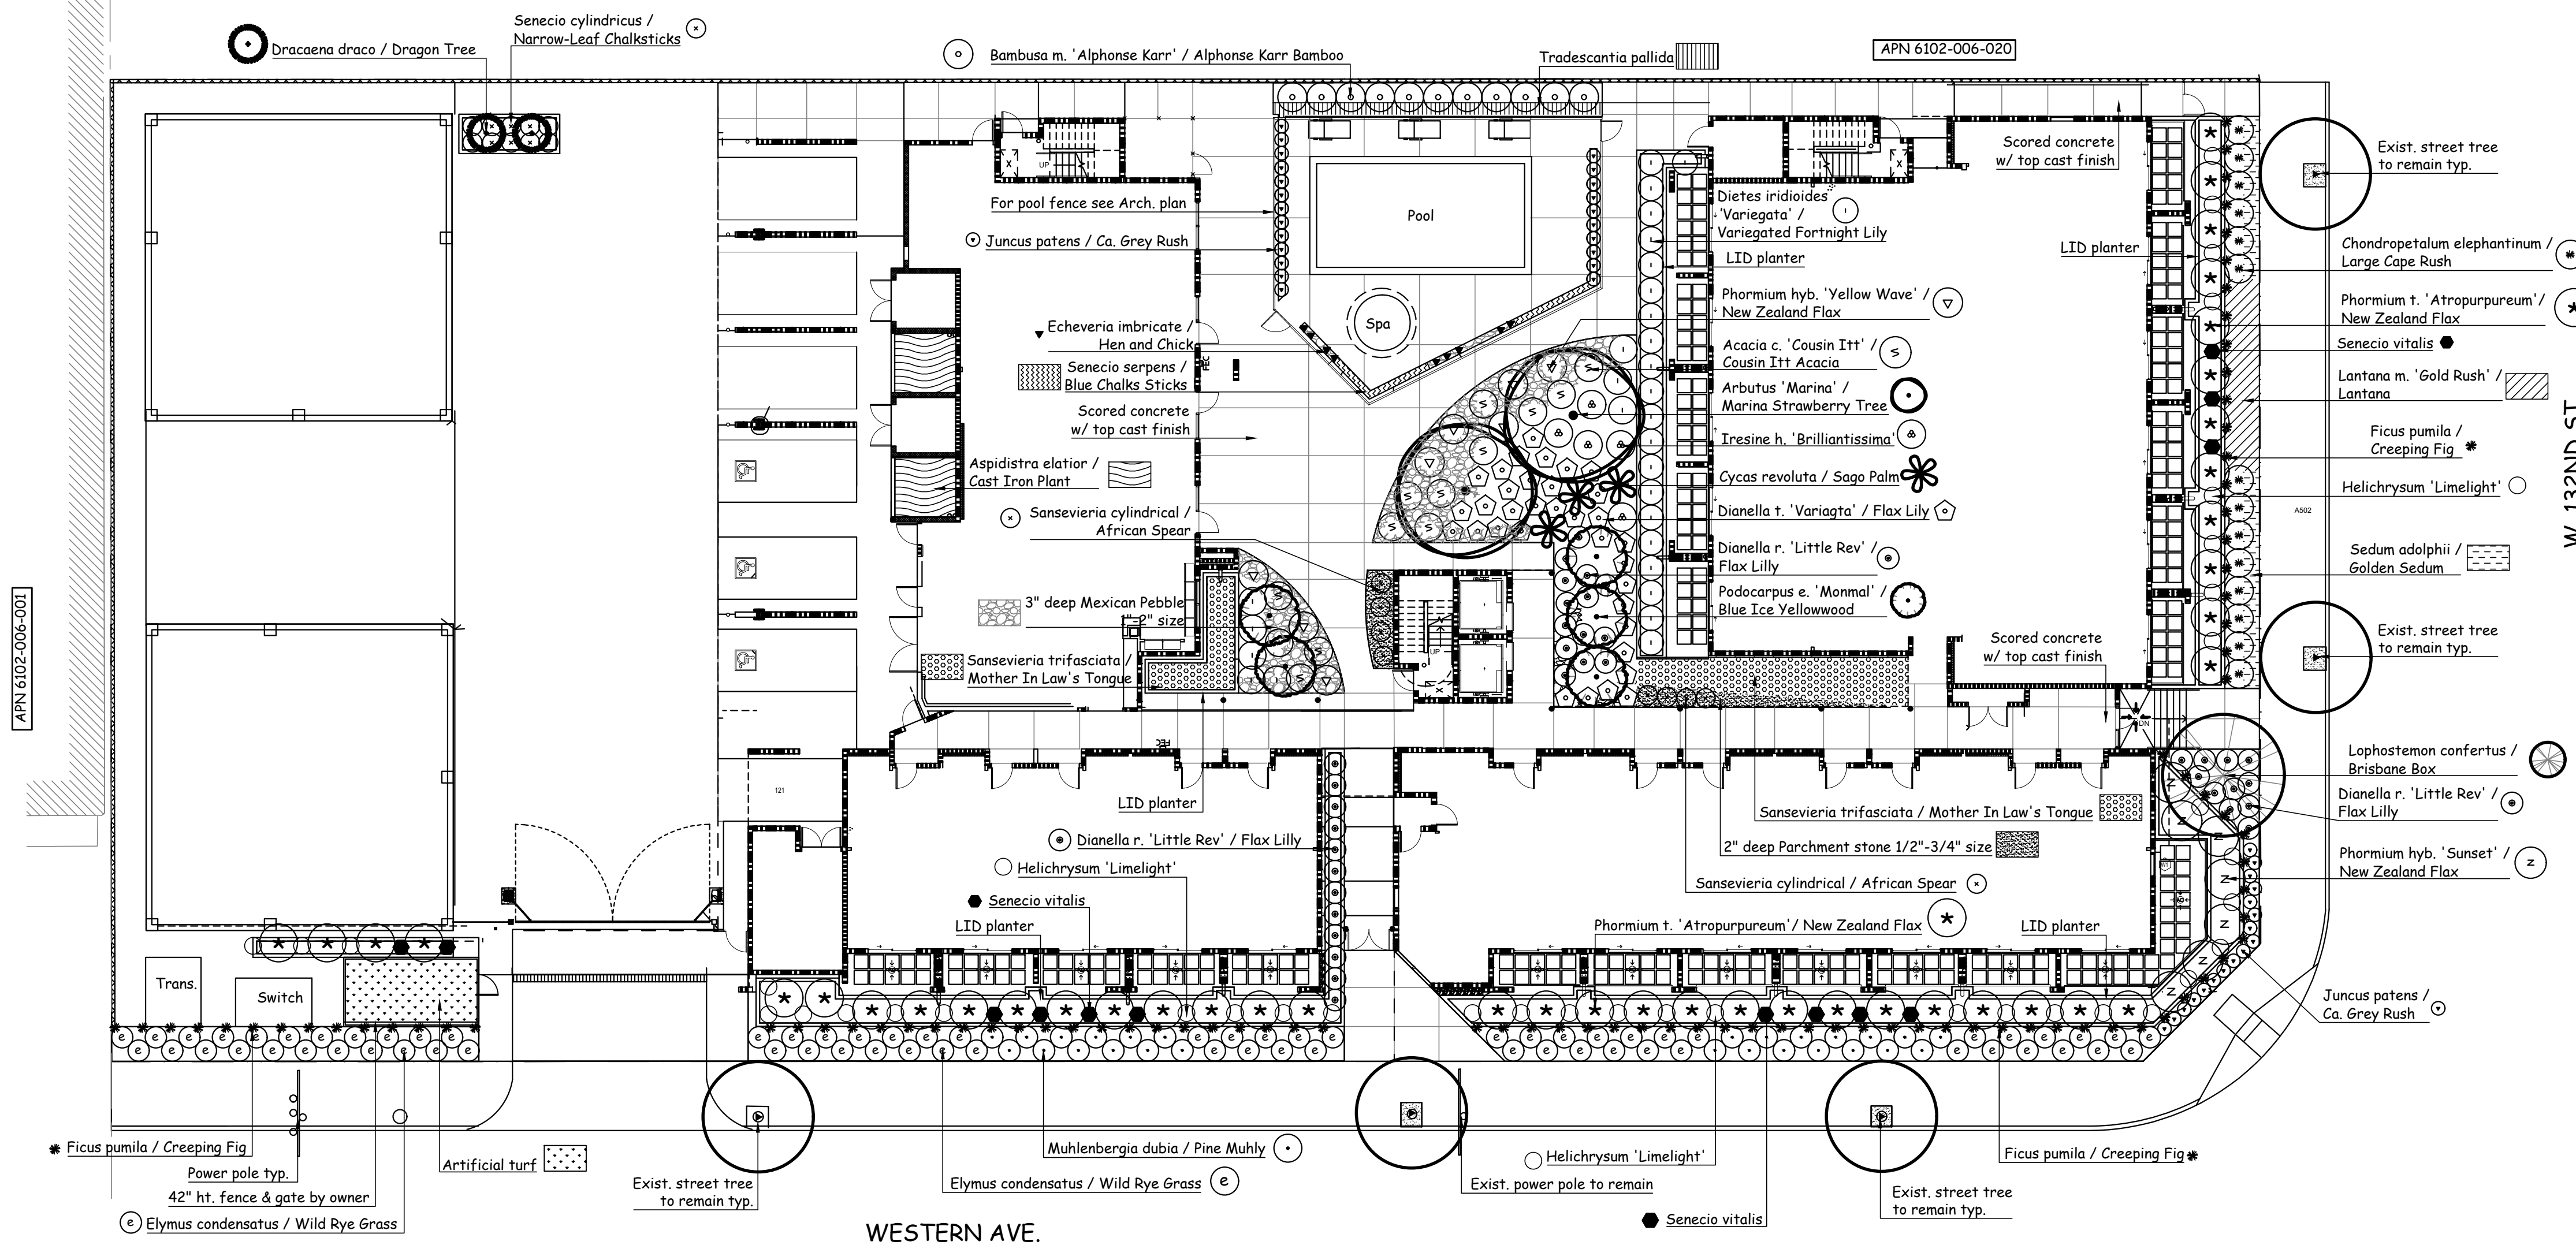 Senecio cylindricus /
Narrow-Leaf Chalksticks
Dracaena draco / Dragon Tree
Bambusa m. 'Alphonse Karr' / Alphonse Karr Bamboo
Tradescantia pallida
APN 6102-006-020
Scored concrete
w/ top cast finish
Exist. street tree
to remain typ.
UP
UP
For pool fence see Arch. plan
Juncus patens / Ca. Grey Rush
Pool
Spa
Dietes iridioides
'Variegata' /
Variegated Fortnight Lily
LID planter
LID planter
Chondropetalum elephantinum /
Large Cape Rush
Phormium t. 'Atropurpureum'/
New Zealand Flax
Senecio vitalis
Lantana m. 'Gold Rush' /
Lantana
Ficus pumila /
Creeping Fig
Helichrysum 'Limelight'
A502
W. 132ND ST.
Sedum adolphii /
Golden Sedum
Exist. street tree
to remain typ.
Echeveria imbricate /
Hen and Chick
FEC
Senecio serpens /
Blue Chalks Sticks
Scored concrete
w/ top cast finish
Aspidistra elatior /
Cast Iron Plant
Sansevieria cylindrical /
African Spear
3" deep Mexican Pebble
1"-2" size
Sansevieria trifasciata /
Mother In Law's Tongue
Phormium hyb. 'Yellow Wave' /
New Zealand Flax
Acacia c. 'Cousin Itt' /
Cousin Itt Acacia
Arbutus 'Marina' /
Marina Strawberry Tree
Iresine h. 'Brilliantissima'
Cycas revoluta / Sago Palm
Dianella t. 'Variagta' / Flax Lily
Dianella r. 'Little Rev' /
Flax Lilly
Podocarpus e. 'Monmal' /
Blue Ice Yellowwood
UP
Scored concrete
w/ top cast finish
DN
APN 6102-006-001
FEC
121
LID planter
Dianella r. 'Little Rev' / Flax Lilly
Helichrysum 'Limelight'
Senecio vitalis
LID planter
Sansevieria trifasciata / Mother In Law's Tongue
2" deep Parchment stone 1/2"-3/4" size
Sansevieria cylindrical / African Spear
Phormium t. 'Atropurpureum'/ New Zealand Flax
LID planter
Lophostemon confertus /
Brisbane Box
Dianella r. 'Little Rev' /
Flax Lilly
Phormium hyb. 'Sunset' /
New Zealand Flax
Juncus patens /
Ca. Grey Rush
Trans.
Switch
Ficus pumila / Creeping Fig
Power pole typ.
42" ht. fence & gate by owner
Elymus condensatus / Wild Rye Grass
Artificial turf
Exist. street tree
to remain typ.
Muhlenbergia dubia / Pine Muhly
Elymus condensatus / Wild Rye Grass
WESTERN AVE.
Helichrysum 'Limelight'
Exist. power pole to remain
Senecio vitalis
Ficus pumila / Creeping Fig
Exist. street tree
to remain typ.